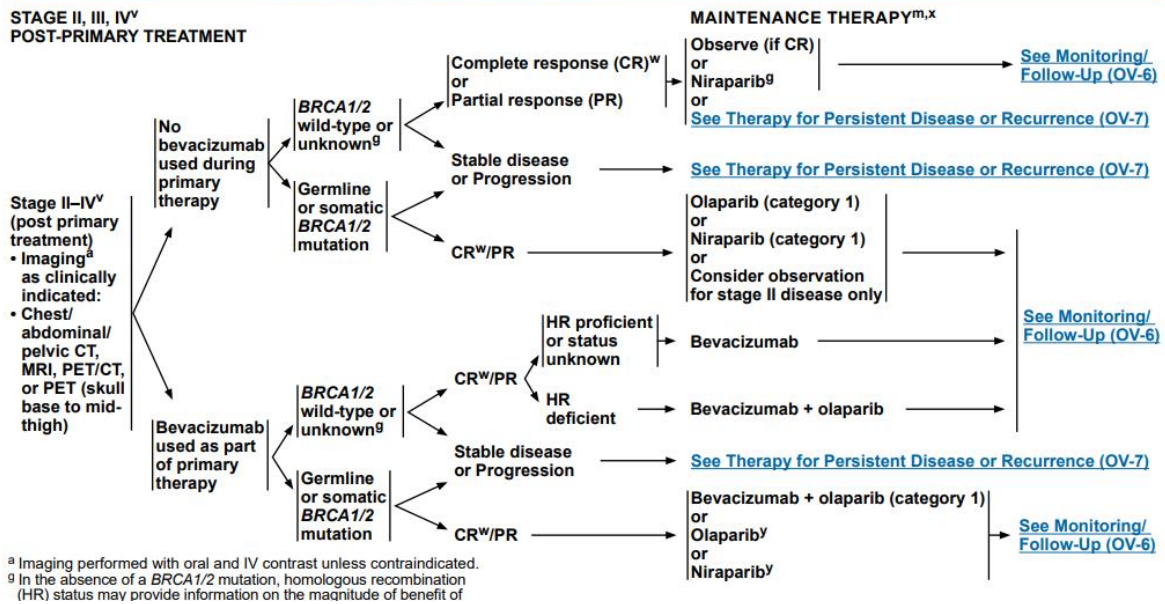 STAGE II, III, IVv
POST-PRIMARY TREATMENT
MAINTENANCE THERAPYm,x
Stage II–IVv
(post primary
treatment)
• Imaginga
as clinically
indicated:
• Chest/
abdominal/
pelvic CT,
MRI, PET/CT,
or PET (skull
base to mid-
thigh)
No
bevacizumab
used during
primary
therapy
BRCA1/2
wild-type or
unknowng
Germline
or somatic
BRCA1/2
mutation
Complete response (CR)w
or
Partial response (PR)
Observe (if CR)
or
Niraparibg
or
See Therapy for Persistent Disease or Recurrence (OV-7)
See Monitoring/
Follow-Up (OV-6)
Stable disease
or Progression
See Therapy for Persistent Disease or Recurrence (OV-7)
CRw/PR
Olaparib (category 1)
or
Niraparib (category 1)
or
Consider observation
for stage II disease only
Bevacizumab
used as part
of primary
therapy
BRCA1/2
wild-type or
unknowng
Germline
or somatic
BRCA1/2
mutation
CRw/PR
HR proficient
or status
unknown
Bevacizumab
HR
deficient
Bevacizumab + olaparib
See Monitoring/
Follow-Up (OV-6)
Stable disease
or Progression
See Therapy for Persistent Disease or Recurrence (OV-7)
CRw/PR
Bevacizumab + olaparib (category 1)
or
Olapariby
or
Nirapariby
See Monitoring/
Follow-Up (OV-6)
a Imaging performed with oral and IV contrast unless contraindicated.
g In the absence of a BRCA1/2 mutation, homologous recombination
(HR) status may provide information on the magnitude of benefit of